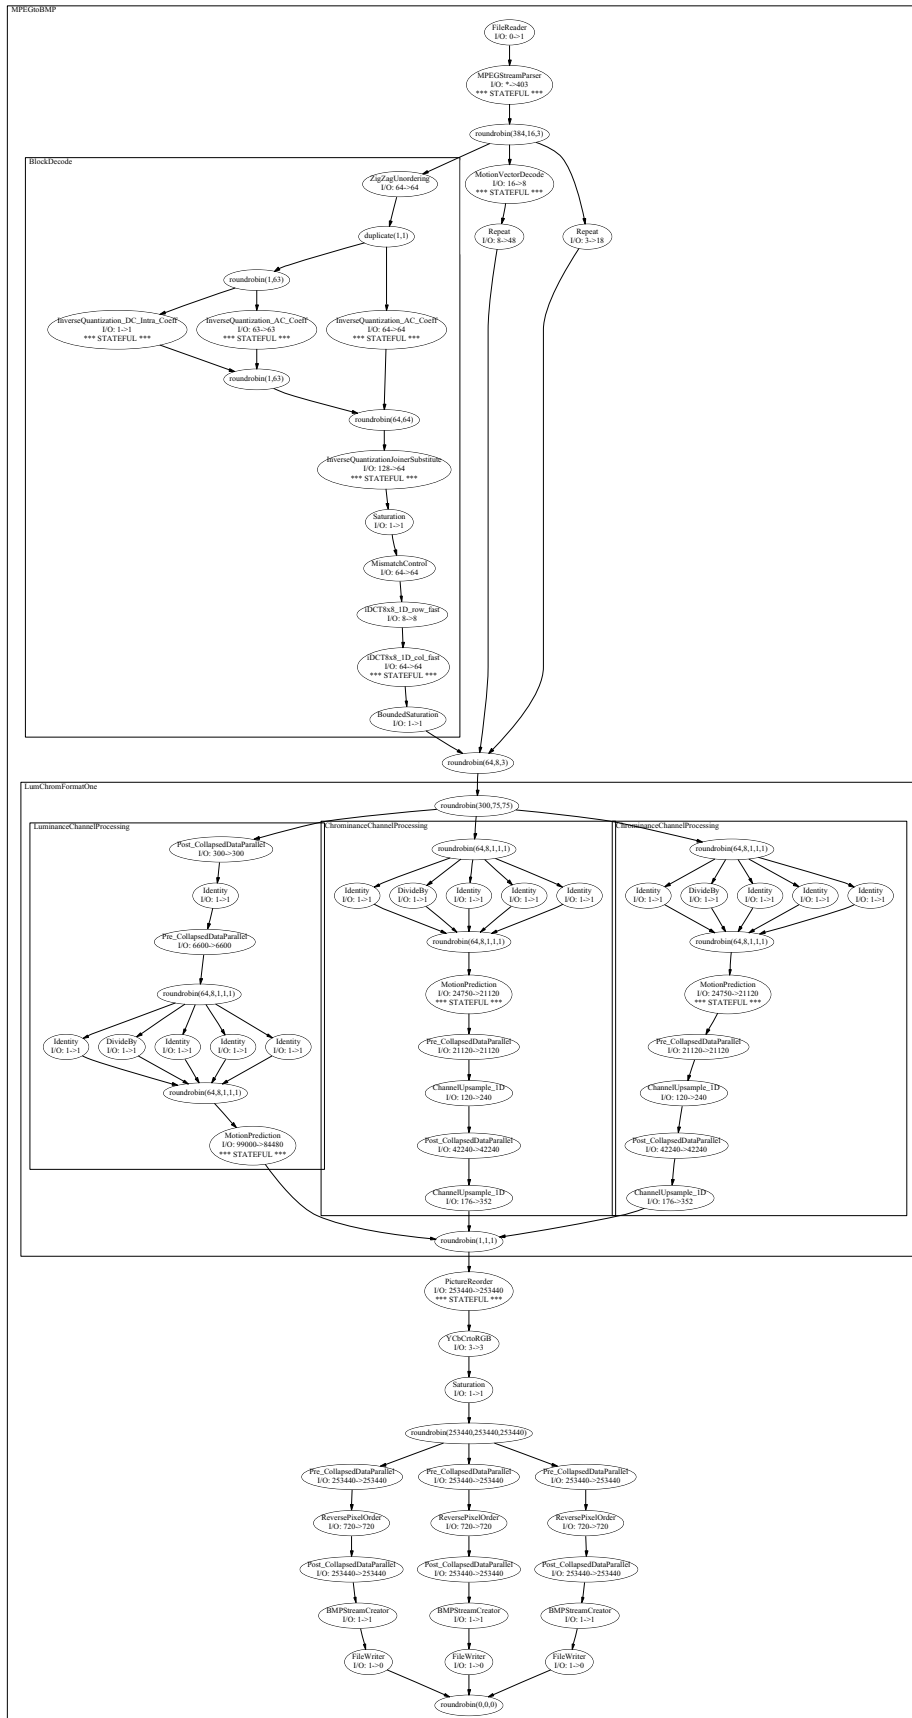 MPEGtoBMP
FileReader
I/O: 0->1
MPEGStreamParser
I/O: *->403
*** STATEFUL ***
roundrobin(384,16,3)
BlockDecode
ZigZagUnordering
I/O: 64->64
MotionVectorDecode
I/O: 16->8
*** STATEFUL ***
duplicate(1,1)
Repeat
I/O: 8->48
Repeat
I/O: 3->18
roundrobin(1,63)
InverseQuantization_DC_Intra_Coeff
I/O: 1->1
*** STATEFUL ***
InverseQuantization_AC_Coeff
I/O: 63->63
*** STATEFUL ***
InverseQuantization_AC_Coeff
I/O: 64->64
*** STATEFUL ***
roundrobin(1,63)
roundrobin(64,64)
InverseQuantizationJoinerSubstitute
I/O: 128->64
*** STATEFUL ***
Saturation
I/O: 1->1
MismatchControl
I/O: 64->64
iDCT8x8_1D_row_fast
I/O: 8->8
iDCT8x8_1D_col_fast
I/O: 64->64
*** STATEFUL ***
BoundedSaturation
I/O: 1->1
roundrobin(64,8,3)
LumChromFormatOne
roundrobin(300,75,75)
LuminanceChannelProcessing
Post_CollapsedDataParallel
I/O: 300->300
Identity
I/O: 1->1
Pre_CollapsedDataParallel
I/O: 6600->6600
roundrobin(64,8,1,1,1)
Identity
I/O: 1->1
DivideBy
I/O: 1->1
Identity
I/O: 1->1
Identity
I/O: 1->1
Identity
I/O: 1->1
roundrobin(64,8,1,1,1)
MotionPrediction
I/O: 99000->84480
*** STATEFUL ***
ChrominanceChannelProcessing
roundrobin(64,8,1,1,1)
Identity
I/O: 1->1
DivideBy
I/O: 1->1
Identity
I/O: 1->1
Identity
I/O: 1->1
Identity
I/O: 1->1
roundrobin(64,8,1,1,1)
MotionPrediction
I/O: 24750->21120
*** STATEFUL ***
Pre_CollapsedDataParallel
I/O: 21120->21120
ChannelUpsample_1D
I/O: 120->240
Post_CollapsedDataParallel
I/O: 42240->42240
ChannelUpsample_1D
I/O: 176->352
ChrominanceChannelProcessing
roundrobin(64,8,1,1,1)
Identity
I/O: 1->1
DivideBy
I/O: 1->1
Identity
I/O: 1->1
Identity
I/O: 1->1
Identity
I/O: 1->1
roundrobin(64,8,1,1,1)
MotionPrediction
I/O: 24750->21120
*** STATEFUL ***
Pre_CollapsedDataParallel
I/O: 21120->21120
ChannelUpsample_1D
I/O: 120->240
Post_CollapsedDataParallel
I/O: 42240->42240
ChannelUpsample_1D
I/O: 176->352
roundrobin(1,1,1)
PictureReorder
I/O: 253440->253440
*** STATEFUL ***
YCbCrtoRGB
I/O: 3->3
Saturation
I/O: 1->1
roundrobin(253440,253440,253440)
Pre_CollapsedDataParallel
I/O: 253440->253440
Pre_CollapsedDataParallel
I/O: 253440->253440
Pre_CollapsedDataParallel
I/O: 253440->253440
ReversePixelOrder
I/O: 720->720
ReversePixelOrder
I/O: 720->720
ReversePixelOrder
I/O: 720->720
Post_CollapsedDataParallel
I/O: 253440->253440
Post_CollapsedDataParallel
I/O: 253440->253440
Post_CollapsedDataParallel
I/O: 253440->253440
BMPStreamCreator
I/O: 1->1
BMPStreamCreator
I/O: 1->1
BMPStreamCreator
I/O: 1->1
FileWriter
I/O: 1->0
FileWriter
I/O: 1->0
FileWriter
I/O: 1->0
roundrobin(0,0,0)